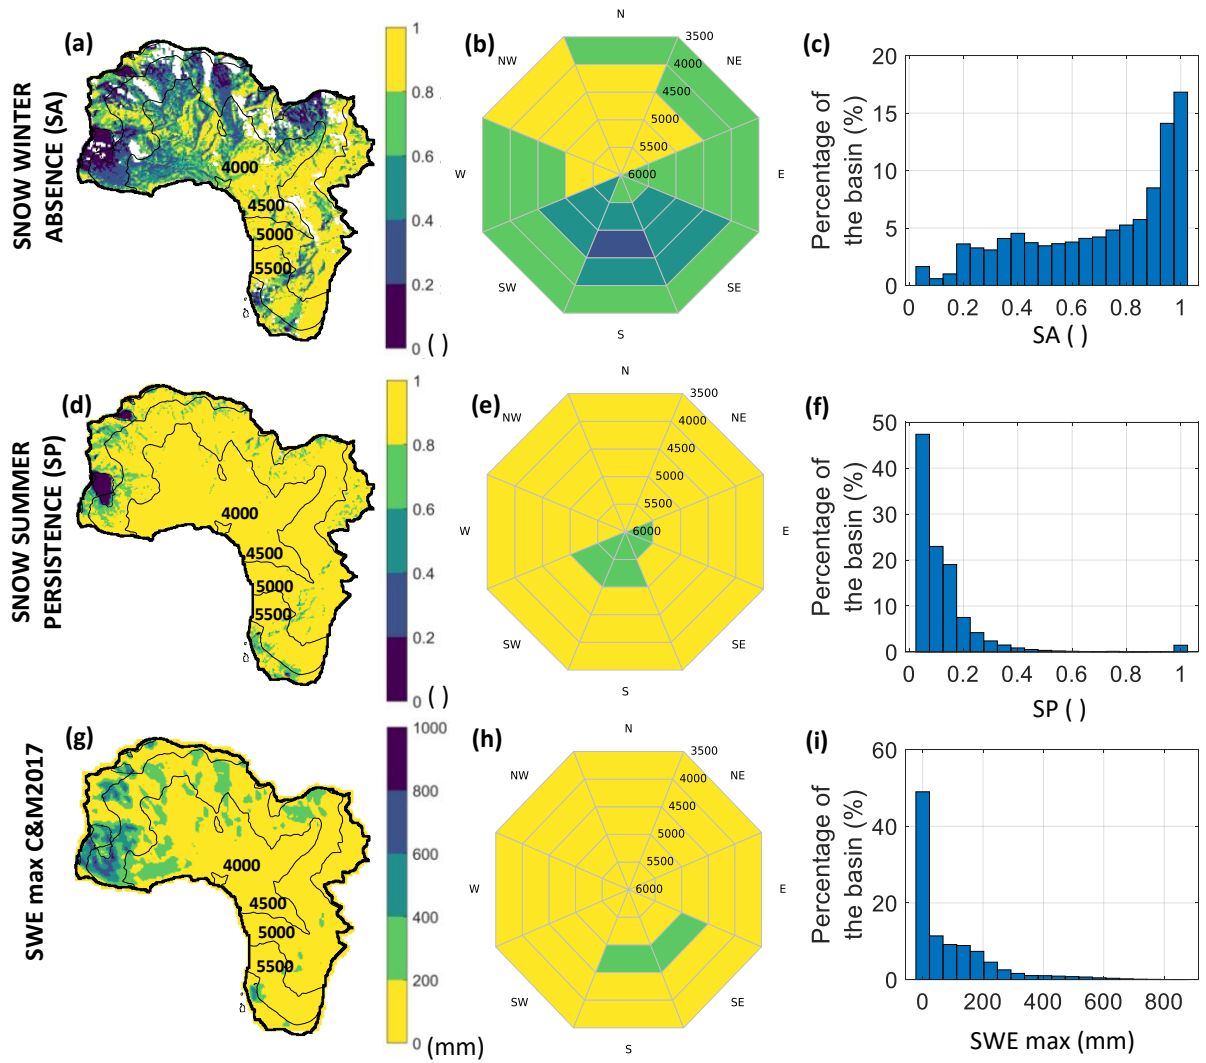 SNOW WINTER
ABSENCE (SA)
(a)
4000
4500
5000
5500
1
0.8
0.6
0.4
0.2
0
( )
(b)
N
NE
E
SE
S
SW
W
NW
3500
4000
4500
5000
5500
6000
(c)
Percentage of
the basin (%)
20
15
10
5
0
0 0.2 0.4 0.6 0.8 1
SA ( )
SNOW SUMMER
PERSISTENCE (SP)
(d)
4000
4500
5000
5500
1
0.8
0.6
0.4
0.2
0
( )
(e)
N
NE
E
SE
S
SW
W
NW
3500
4000
4500
5000
5500
6000
(f)
Percentage of
the basin (%)
50
40
30
20
10
0
0 0.2 0.4 0.6 0.8 1
SP ( )
SWE max C&M2017
(g)
4000
4500
5000
5500
1000
800
600
400
200
0
(mm)
(h)
N
NE
E
SE
S
SW
W
NW
3500
4000
4500
5000
5500
6000
(i)
Percentage of
the basin (%)
60
40
20
0
0 200 400 600 800
SWE max (mm)